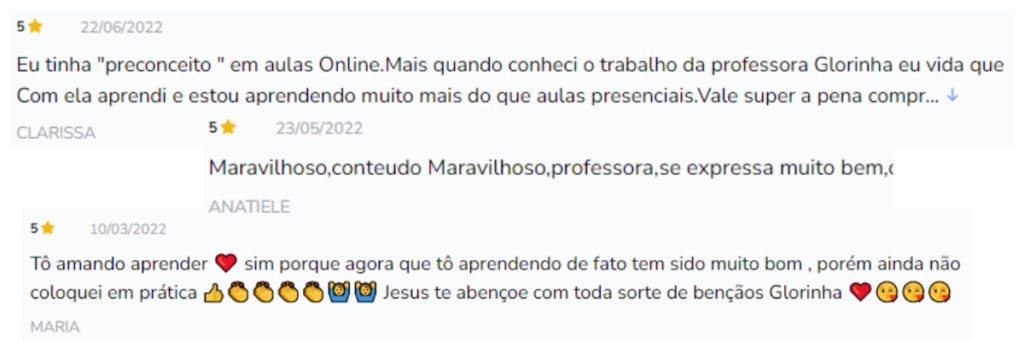 5⭐ 22/06/2022
Eu tinha "preconceito " em aulas Online.Mais quando conheci o trabalho da professora Glorinha eu vida que
Com ela aprendi e estou aprendendo muito mais do que aulas presenciais.Vale super a pena compr... ↓
CLARISSA
5⭐ 23/05/2022
Maravilhoso,conteudo Maravilhoso,professora,se expressa muito bem,
ANATIELE
5⭐ 10/03/2022
Tô amando aprender ❤️ sim porque agora que tô aprendendo de fato tem sido muito bom , porém ainda não
coloquei em prática 👍👏👏👏👏🙆‍♂️🙆‍♂️ Jesus te abençoe com toda sorte de bençãos Glorinha ❤️😘😘😘
MARIA